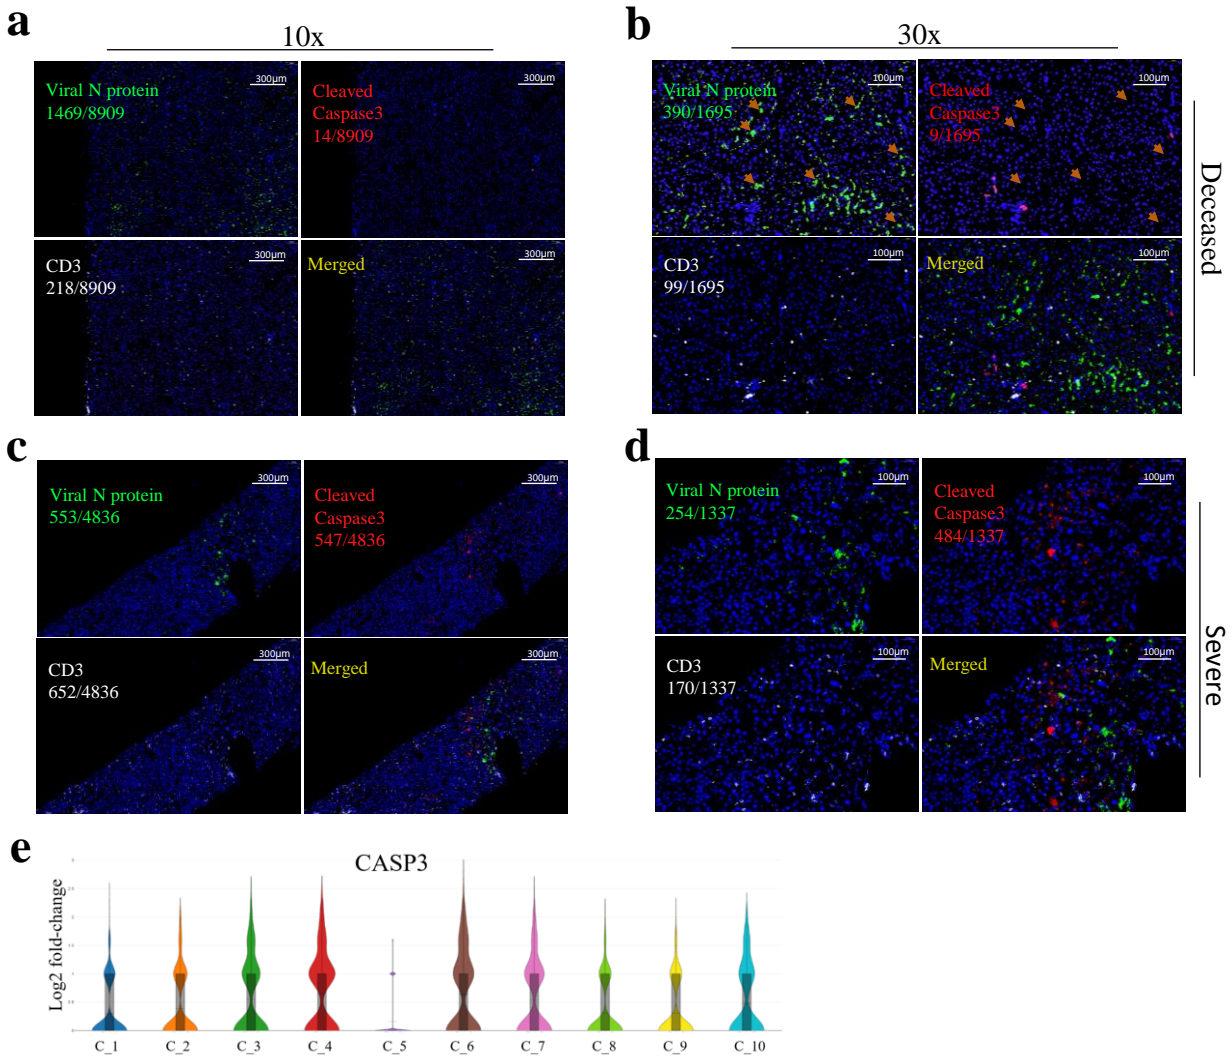 a
10x
b
30x
Viral N protein
1469/8909
300µm
Cleaved
Caspase3
14/8909
300µm
CD3
218/8909
300µm
Merged
300µm
Viral N protein
390/1695
100µm
Cleaved
Caspase3
9/1695
100µm
CD3
99/1695
100µm
Merged
100µm
Deceased
c
Viral N protein
553/4836
300µm
Cleaved
Caspase3
547/4836
300µm
CD3
652/4836
300µm
Merged
300µm
d
Viral N protein
254/1337
100µm
Cleaved
Caspase3
484/1337
100µm
CD3
170/1337
100µm
Merged
100µm
Severe
e
CASP3
Log2 fold-change
C_1 C_2 C_3 C_4 C_5 C_6 C_7 C_8 C_9 C_10